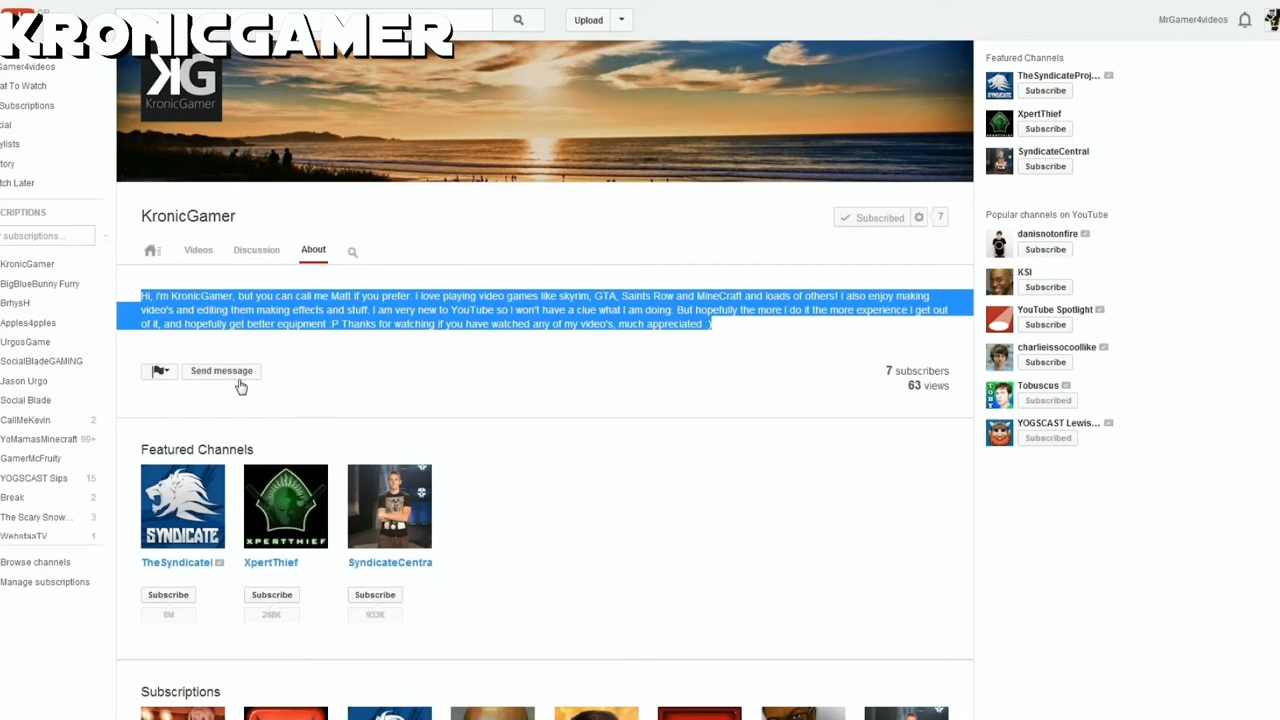 KRONICGAMER
Upload
MrGamer4videos
Gamer4videos
at To Watch
Subscriptions
cial
ylists
tory
tch Later
CRIPTIONS
subscriptions...
KronicGamer
BigBlueBunny Furry
BrhysH
Apples4pples
UrgosGame
SocialBladeGAMING
Jason Urgo
Social Blade
CallMeKevin 2
YoMamasMinecraft 99+
GamerMcFruity
YOGSCAST Sips 15
Break 2
The Scary Snow... 3
WebstaaTV 1
Browse channels
Manage subscriptions
KG
KronicGamer
KronicGamer
Subscribed 7
Videos Discussion About
Hi, i'm KronicGamer, but you can call me Matt if you prefer. I love playing video games like skyrim, GTA, Saints Row and MineCraft and loads of others! I also enjoy making
video's and editing them making effects and stuff. I am very new to YouTube so I won't have a clue what I am doing. But hopefully the more I do it the more experience I get out
of it, and hopefully get better equipment :P Thanks for watching if you have watched any of my video's, much appreciated :)
Send message
7 subscribers
63 views
Featured Channels
SYNDICATE
XPERTTHIEF
TheSyndicateI XpertThief SyndicateCentra
Subscribe Subscribe Subscribe
6M 288K 933K
Subscriptions
Featured Channels
TheSyndicateProj...
Subscribe
XpertThief
Subscribe
SyndicateCentral
Subscribe
Popular channels on YouTube
danisnotonfire
Subscribe
KSI
Subscribe
YouTube Spotlight
Subscribe
charlieissocoollike
Subscribe
Tobuscus
Subscribed
YOGSCAST Lewis...
Subscribed